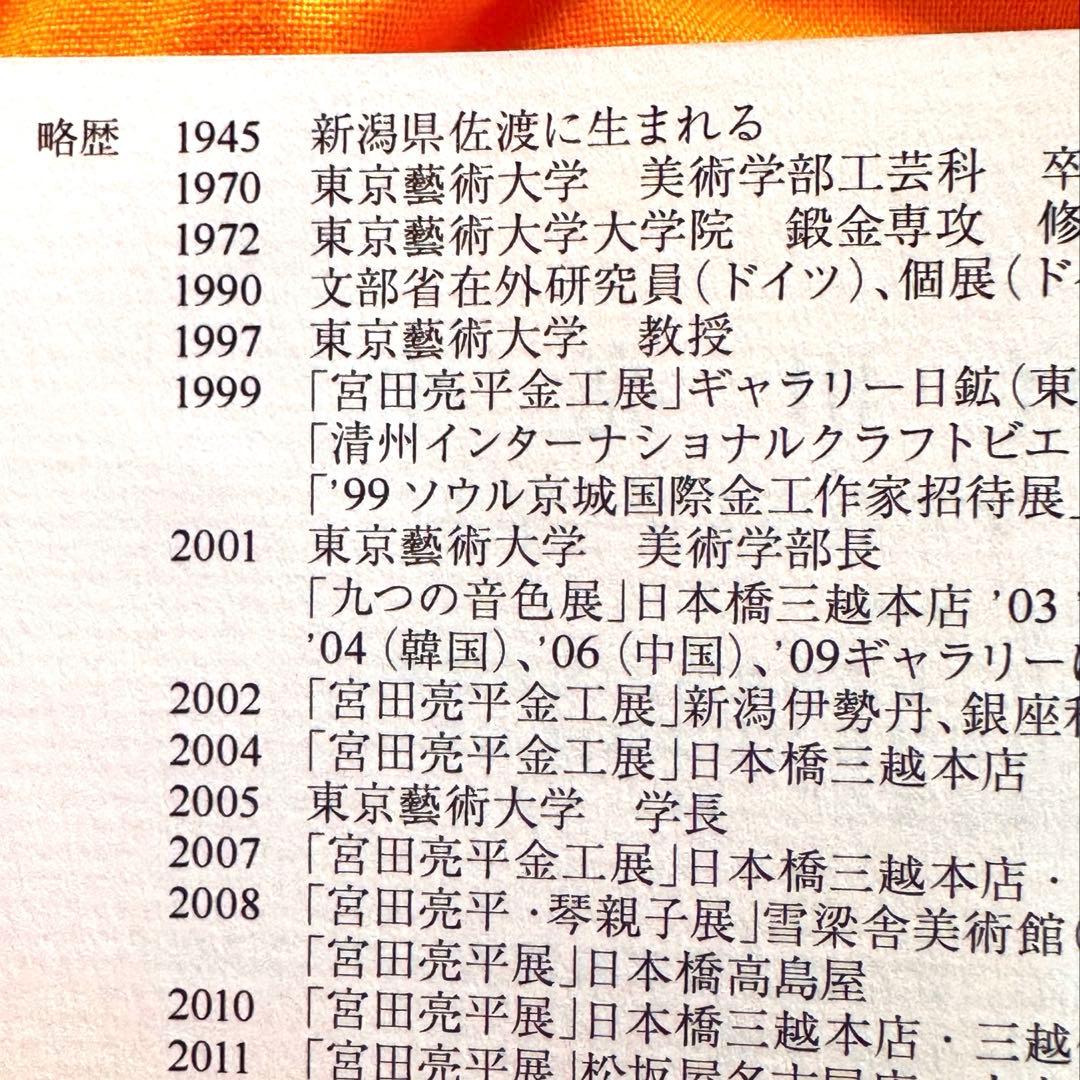 略歴 1945 新潟県佐渡に生まれる
1970 東京藝術大学 美術学部工芸科 卒
1972 東京藝術大学大学院 鍛金専攻 修
1990 文部省在外研究員(ドイツ)、個展(ド
1997 東京藝術大学 教授
1999 「宮田亮平金工展」ギャラリー日鉱(東
「清州インターナショナルクラフトビエ
「'99 ソウル京城国際金工作家招待展」
2001 東京藝術大学 美術学部長
「九つの音色展」日本橋三越本店 '03
'04 (韓国)、'06 (中国)、'09ギャラリー
2002 「宮田亮平金工展」新潟伊勢丹、銀座
2004 「宮田亮平金工展」日本橋三越本店
2005 東京藝術大学 学長
2007 「宮田亮平金工展」日本橋三越本店・
2008 「宮田亮平・琴親子展」雪梁舎美術館(
「宮田亮平展」日本橋高島屋
2010 「宮田亮平展」日本橋三越本店・三越
2011 「宮田亮平展」松坂屋名古屋店